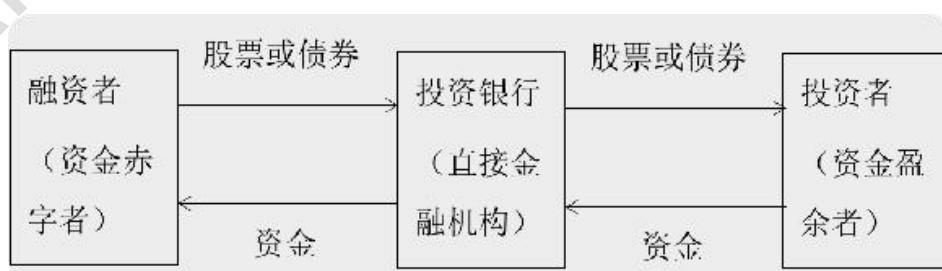 股票或债券
股票或债券
融资者
（资金赤
字者）
投资银行
（直接金
融机构）
投资者
（资金盈
余者）
资金
资金